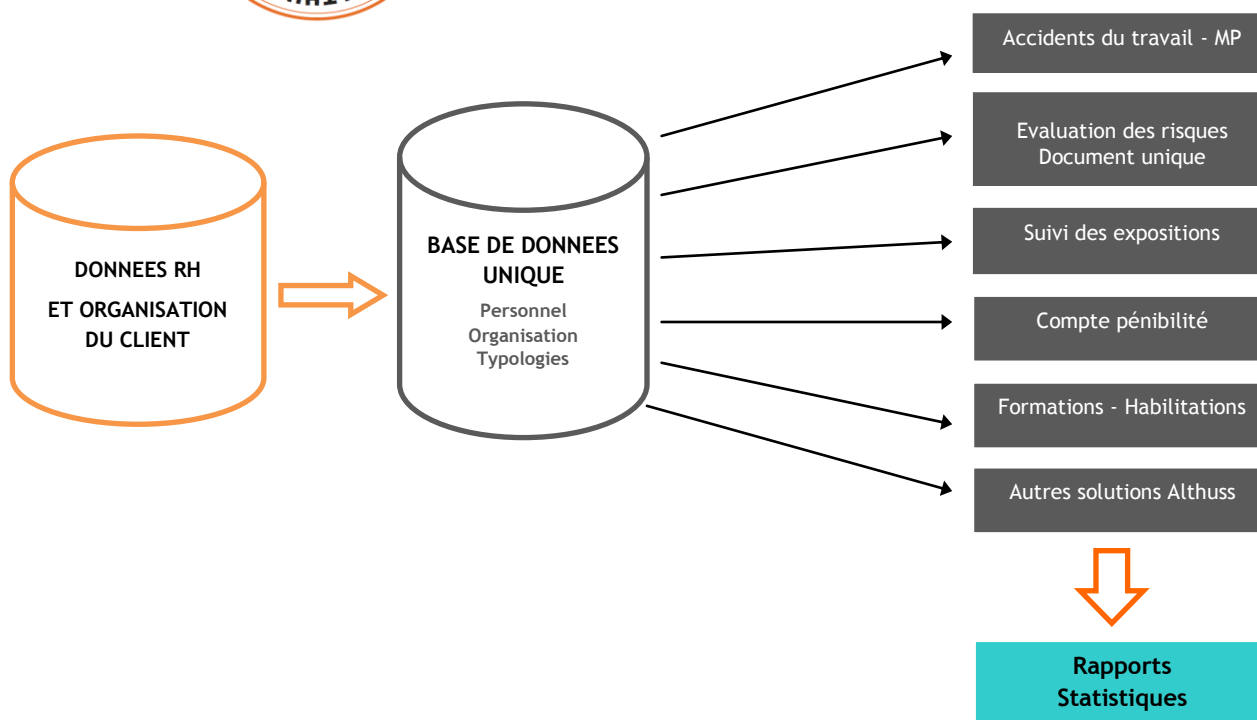 DONNEES RH
ET ORGANISATION
DU CLIENT
BASE DE DONNEES
UNIQUE
Personnel
Organisation
Typologies
Accidents du travail - MP
Evaluation des risques
Document unique
Suivi des expositions
Compte pénibilité
Formations - Habilitations
Autres solutions Althuss
Rapports
Statistiques